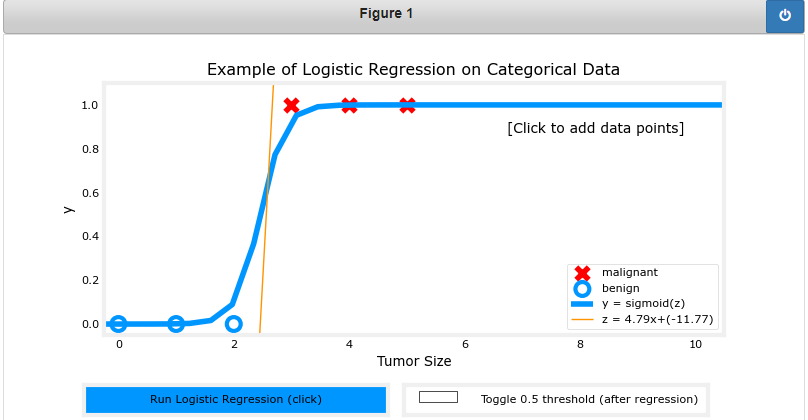 Figure 1
Example of Logistic Regression on Categorical Data
1.0
[Click to add data points]
0.8
0.6
y
0.4
0.2
0.0
malignant
benign
y = sigmoid(z)
z = 4.79x+(-11.77)
0 2 4 6 8 10
Tumor Size
Run Logistic Regression (click)
Toggle 0.5 threshold (after regression)